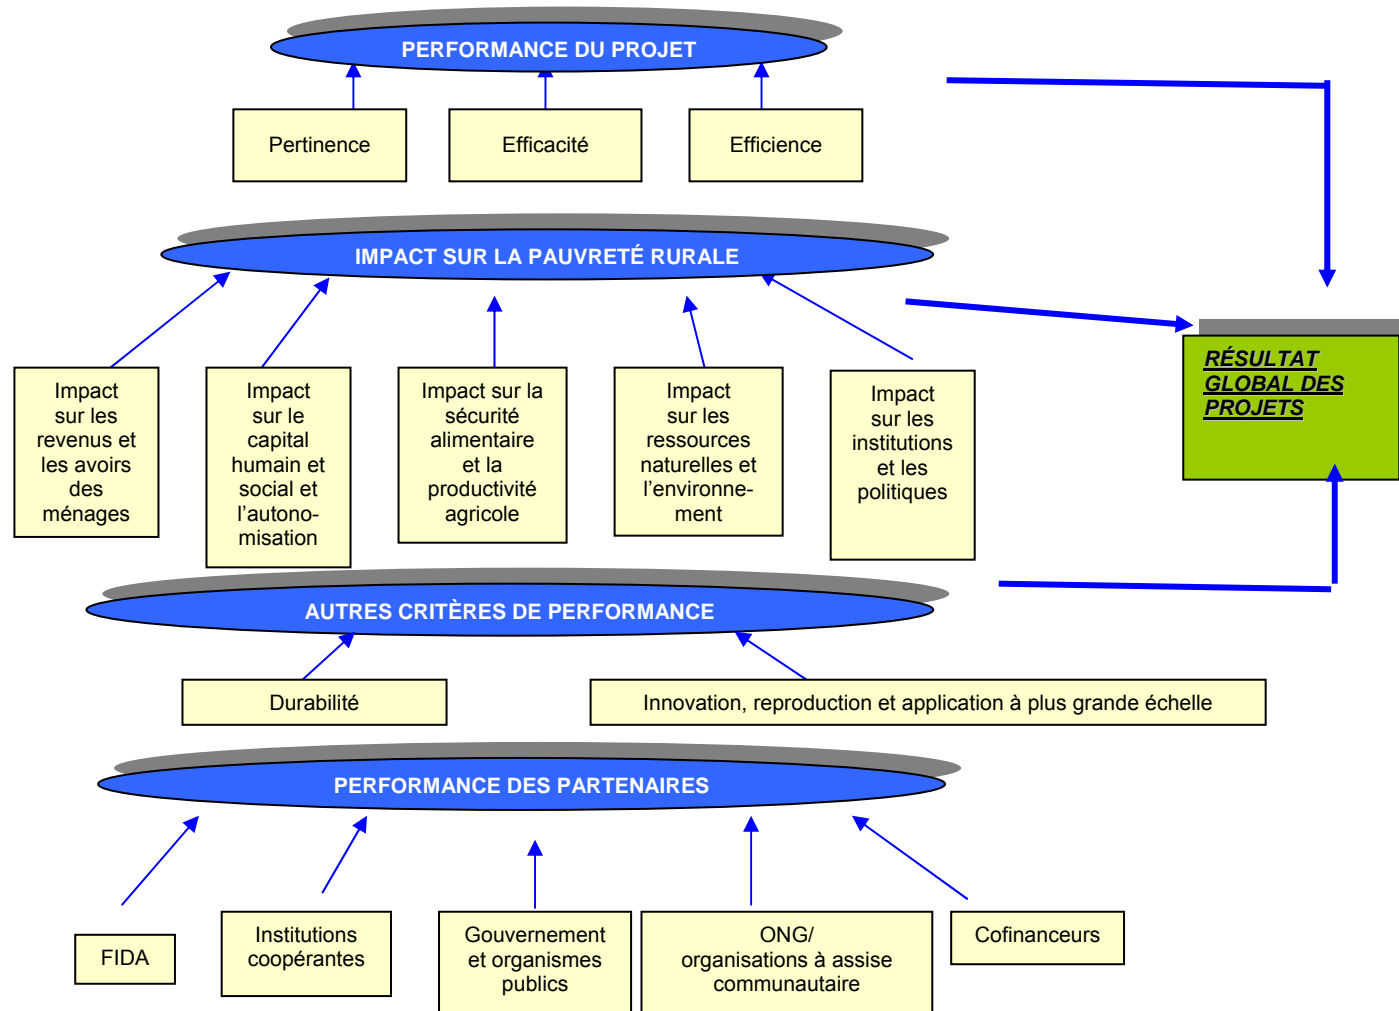 PERFORMANCE DU PROJET
Pertinence
Efficacité
Efficience
IMPACT SUR LA PAUVRETÉ RURALE
Impact
sur les
revenus et
les avoirs
des
ménages
Impact
sur le
capital
humain et
social et
l'autono-
misation
Impact sur la
sécurité
alimentaire
et la
productivité
agricole
Impact
sur les
ressources
naturelles et
l'environne-
ment
Impact
sur les
institutions
et les
politiques
RÉSULTAT
GLOBAL DES
PROJETS
AUTRES CRITÈRES DE PERFORMANCE
Durabilité
Innovation, reproduction et application à plus grande échelle
PERFORMANCE DES PARTENAIRES
FIDA
Institutions
coopérantes
Gouvernement
et organismes
publics
ONG/
organisations à assise
communautaire
Cofinanceurs